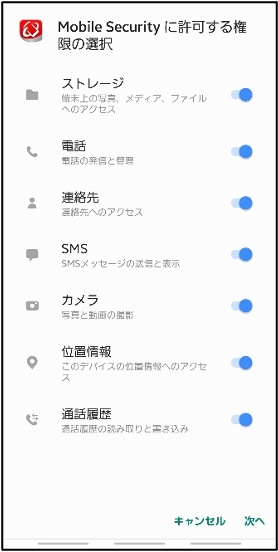 Mobile Security に許可する権
限の選択
ストレージ
端末上の写真、メディア、ファイル
へのアクセス
電話
電話の発信と管理
連絡先
連絡先へのアクセス
SMS
SMSメッセージの送信と表示
カメラ
写真と動画の撮影
位置情報
このデバイスの位置情報へのアクセ
ス
通話履歴
通話履歴の読み取りと書き込み
キャンセル 次へ